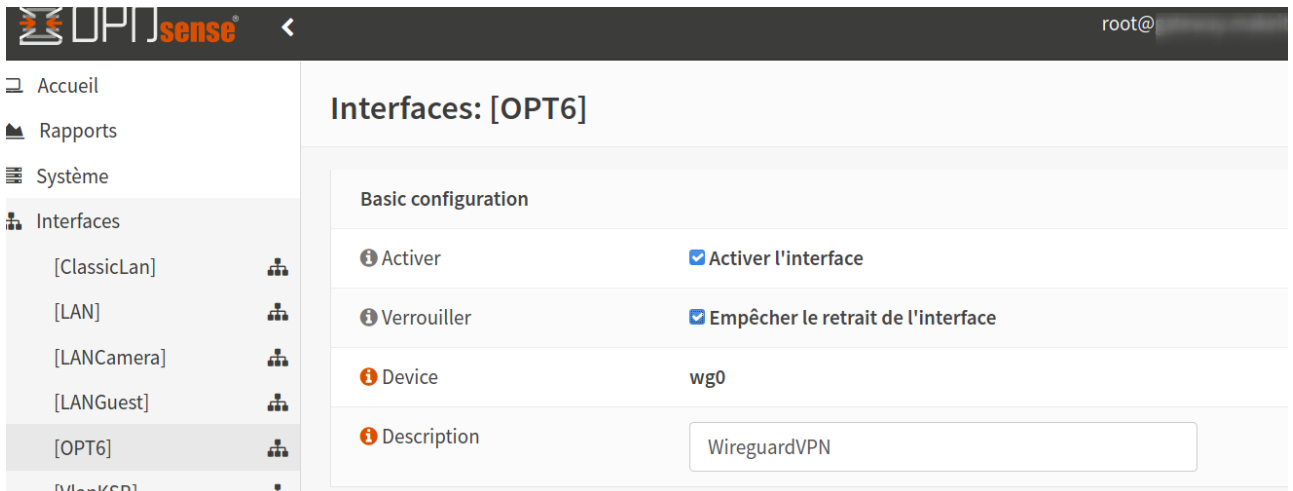 OPNsense®
root@
Accueil
Rapports
Système
Interfaces
[ClassicLan]
[LAN]
[LANCamera]
[LANGuest]
[OPT6]
[VlanKSB]
Interfaces: [OPT6]
Basic configuration
Activer
Activer l'interface
Verrouiller
Empêcher le retrait de l'interface
Device
wg0
Description
WireguardVPN